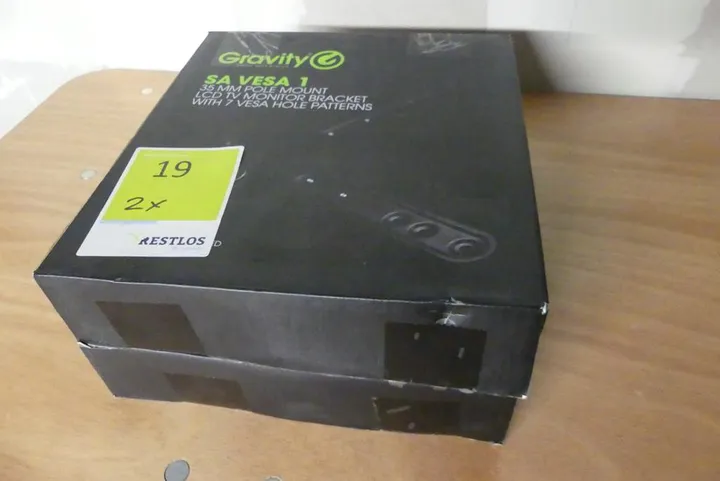 Gravity
SA VESA 1
35 MM POLE MOUNT
LCD TV MONITOR BRACKET
WITH 7 VESA HOLE PATTERNS
19
2x
RESTLOS
D